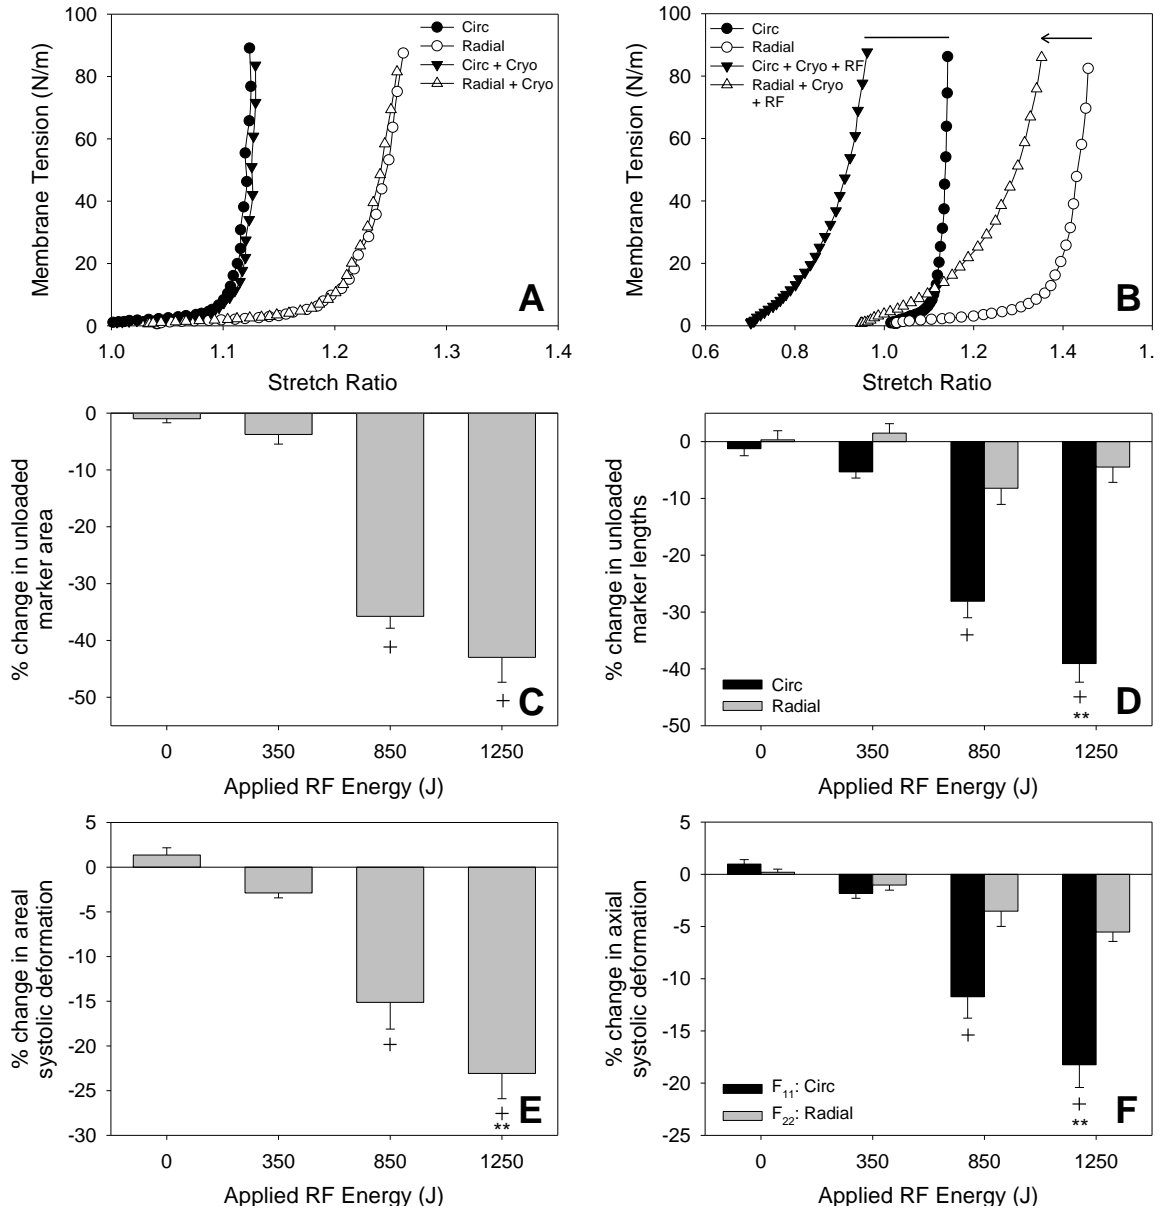 100
80
60
40
20
0
Membrane Tension (N/m)
Circ
Radial
Circ + Cryo
Radial + Cryo
A
1.0
1.1
1.2
1.3
1.4
Stretch Ratio
100
80
60
40
20
0
Membrane Tension (N/m)
Circ
Radial
Circ + Cryo + RF
Radial + Cryo
+ RF
B
0.6
0.8
1.0
1.2
1.4
1.
Stretch Ratio
0
-10
-20
-30
-40
-50
% change in unloaded
marker area
+
+
C
0
350
850
1250
Applied RF Energy (J)
0
-10
-20
-30
-40
-50
% change in unloaded
marker lengths
Circ
Radial
+
+
**
D
0
350
850
1250
Applied RF Energy (J)
5
0
-5
-10
-15
-20
-25
-30
% change in areal
systolic deformation
+
+
**
E
0
350
850
1250
Applied RF Energy (J)
5
0
-5
-10
-15
-20
-25
% change in axial
systolic deformation
F11: Circ
F22: Radial
+
+
**
F
0
350
850
1250
Applied RF Energy (J)